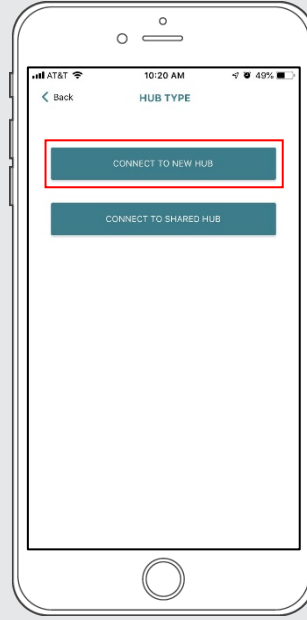 AT&T 10:20 AM 49%
Back HUB TYPE
CONNECT TO NEW HUB
CONNECT TO SHARED HUB